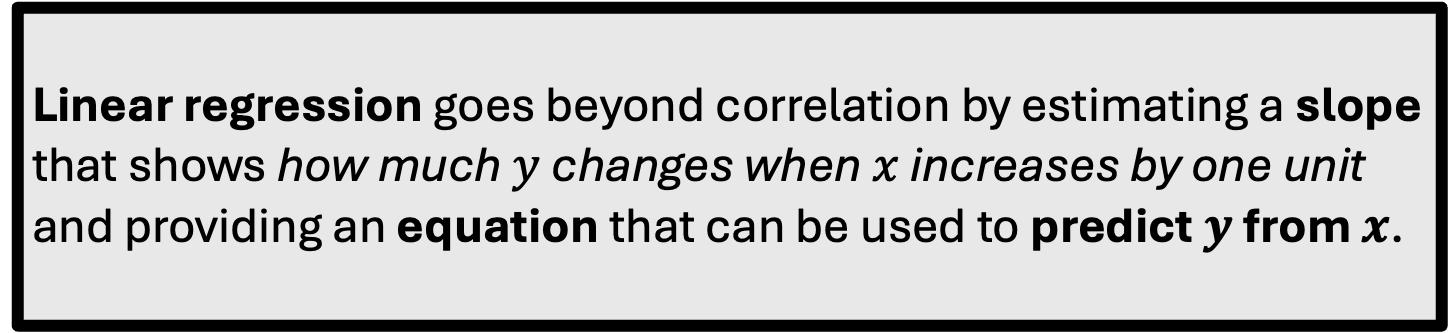 Linear regression goes beyond correlation by estimating a slope
that shows how much y changes when x increases by one unit
and providing an equation that can be used to predict y from x.